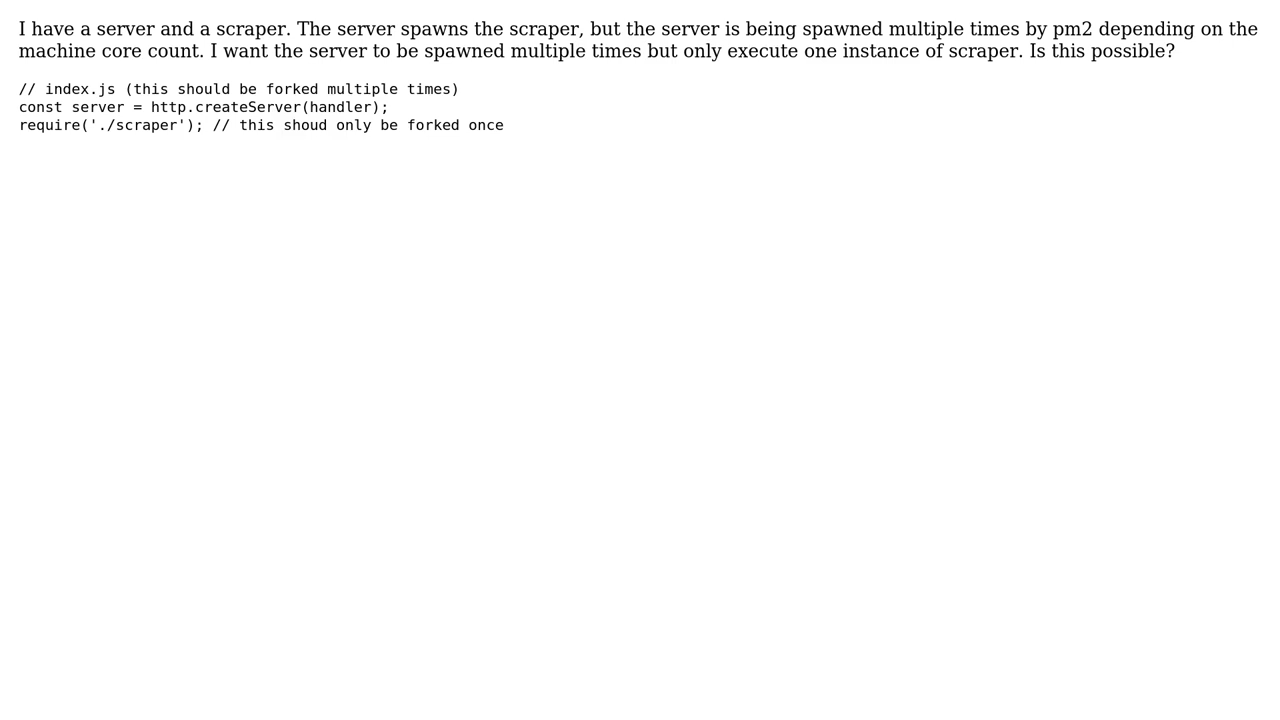 I have a server and a scraper. The server spawns the scraper, but the server is being spawned multiple times by pm2 depending on the
machine core count. I want the server to be spawned multiple times but only execute one instance of scraper. Is this possible?
// index.js (this should be forked multiple times)
const server = http.createServer(handler);
require('./scraper'); // this shoud only be forked once